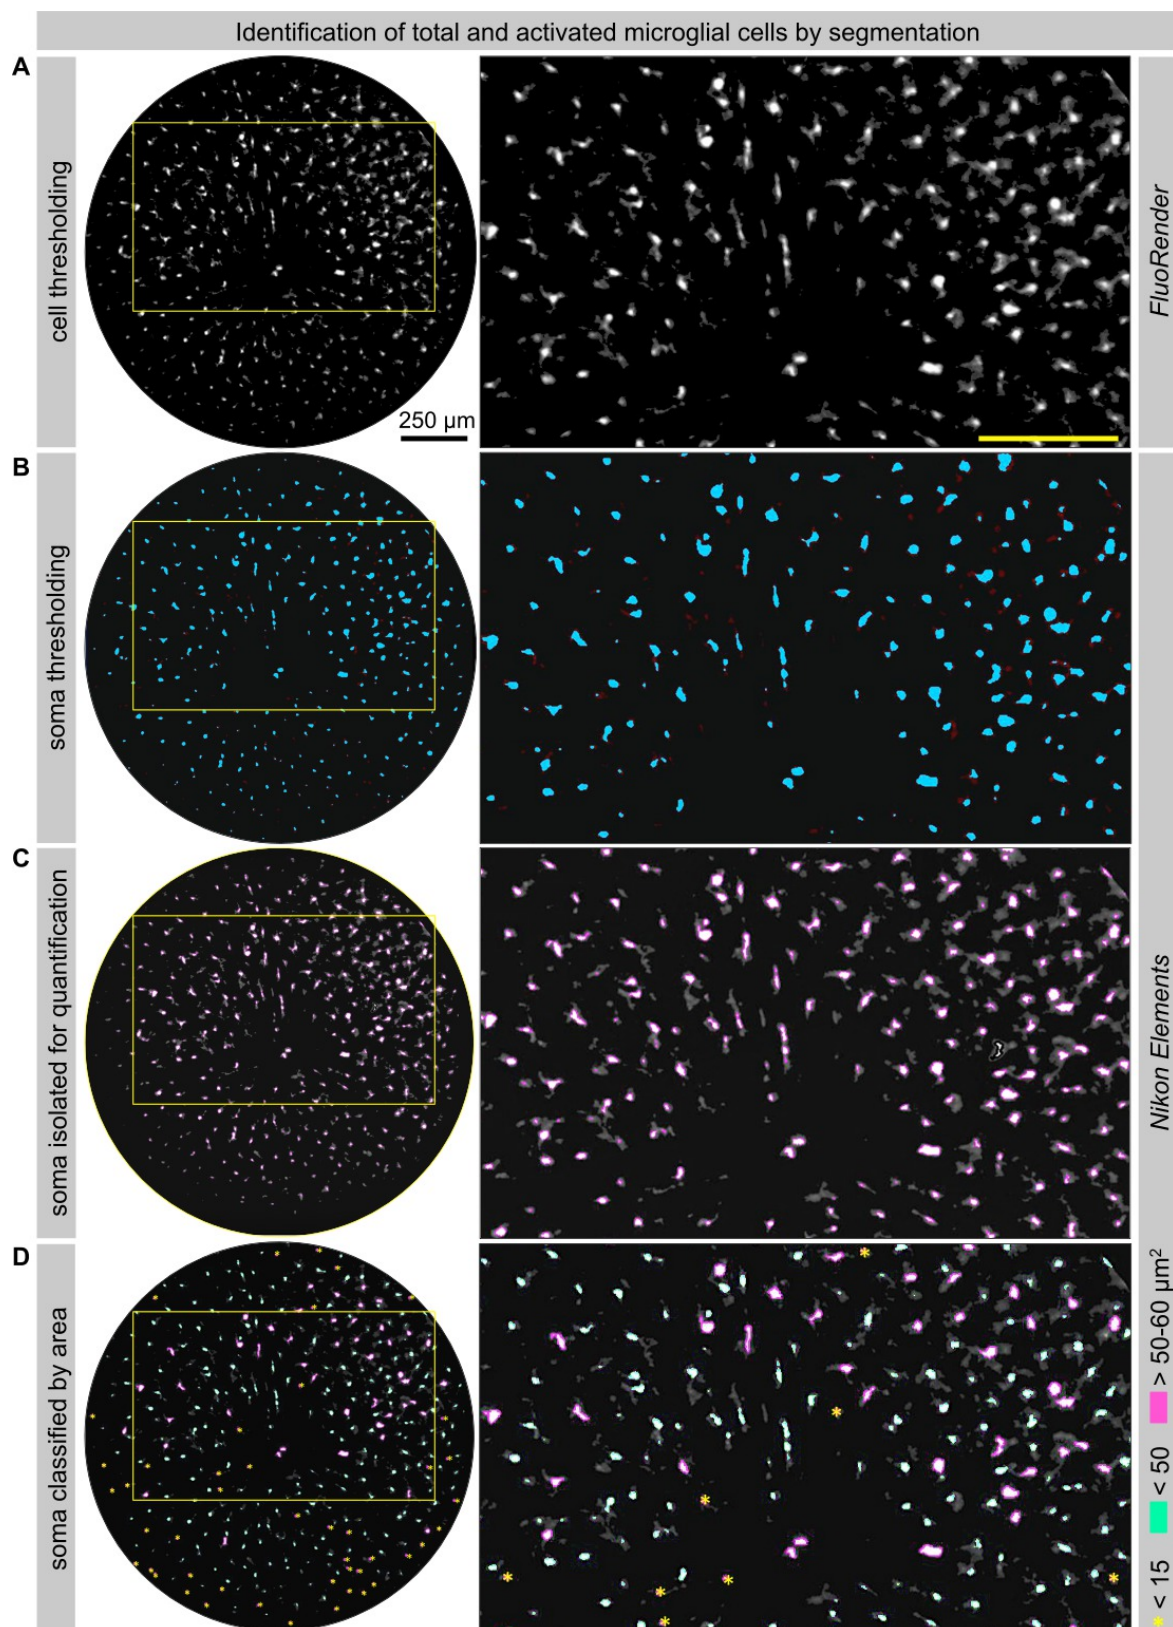 Identification of total and activated microglial cells by segmentation
A
cell thresholding
250 µm
FluoRender
B
soma thresholding
C
soma isolated for quantification
Nikon Elements
D
soma classified by area
* < 15 < 50 > 50-60 µm²